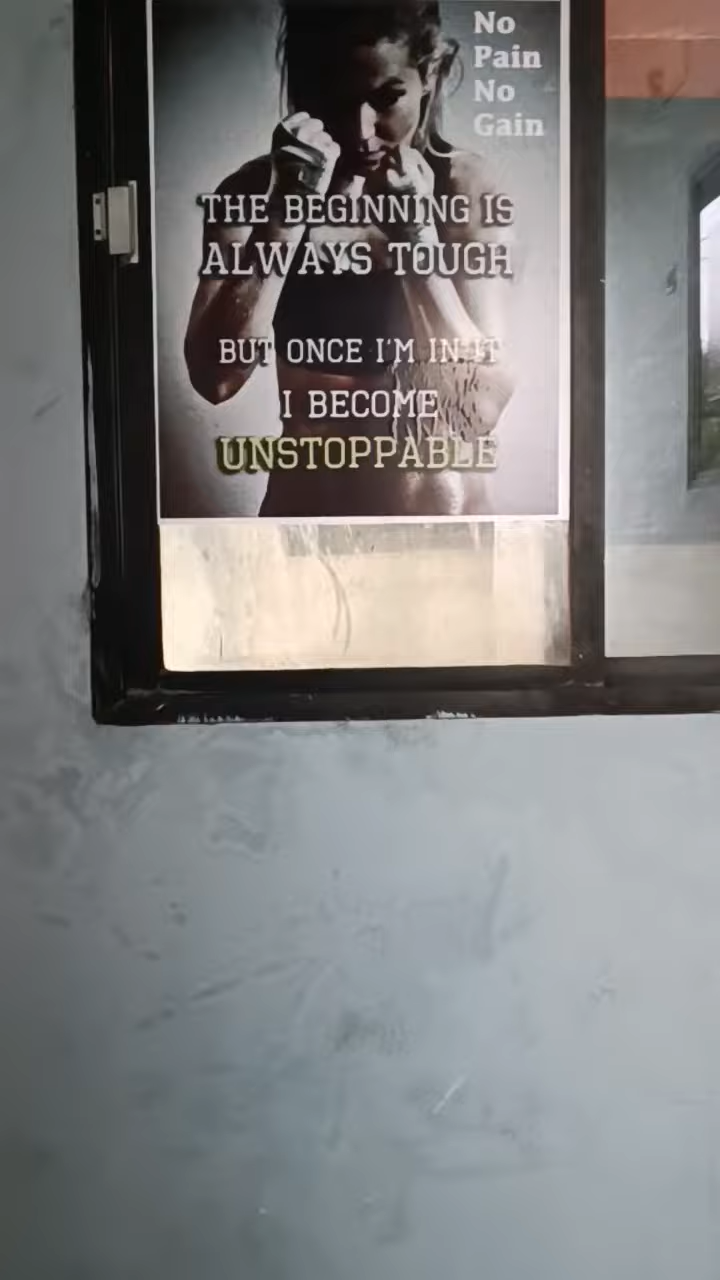 No
Pain
No
Gain
THE BEGINNING IS
ALWAYS TOUGH
BUT ONCE I'M IN IT
I BECOME
UNSTOPPABLE